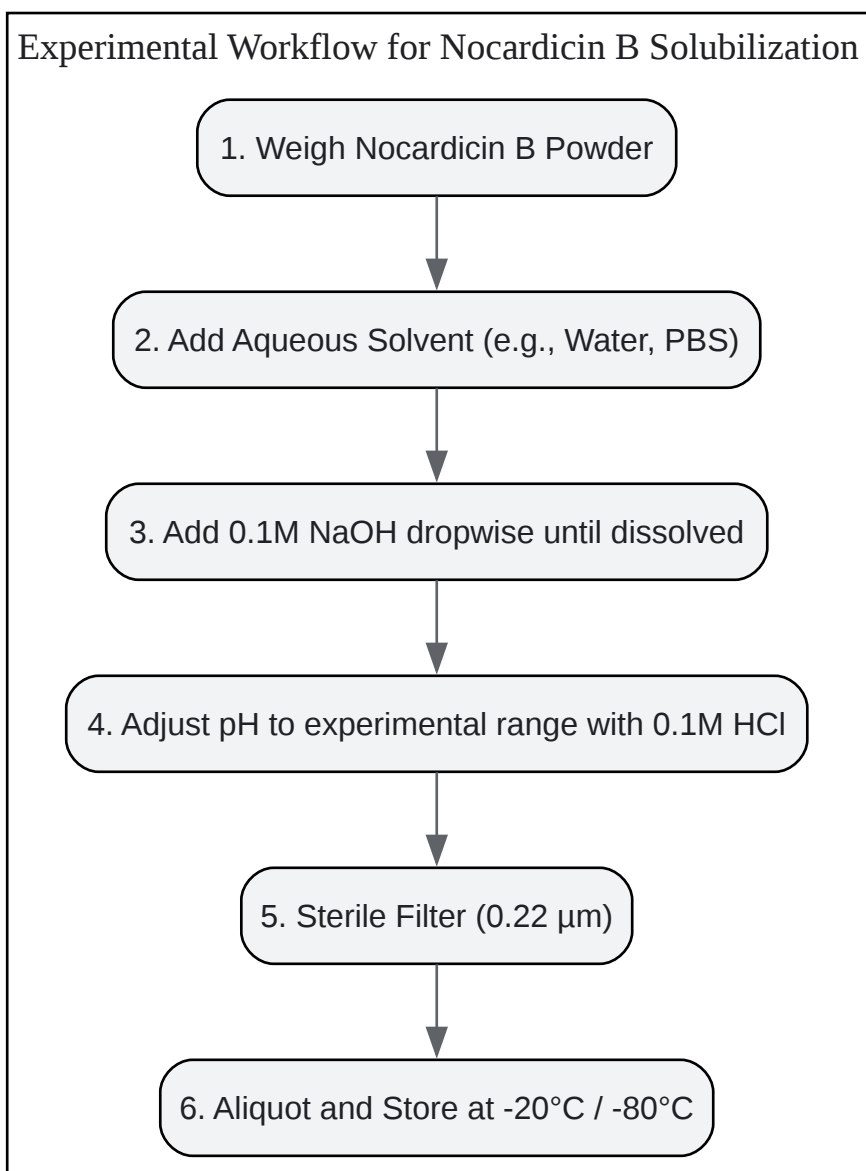 Experimental Workflow for Nocardicin B Solubilization
1. Weigh Nocardicin B Powder
2. Add Aqueous Solvent (e.g., Water, PBS)
3. Add 0.1M NaOH dropwise until dissolved
4. Adjust pH to experimental range with 0.1M HCl
5. Sterile Filter (0.22 µm)
6. Aliquot and Store at -20°C / -80°C